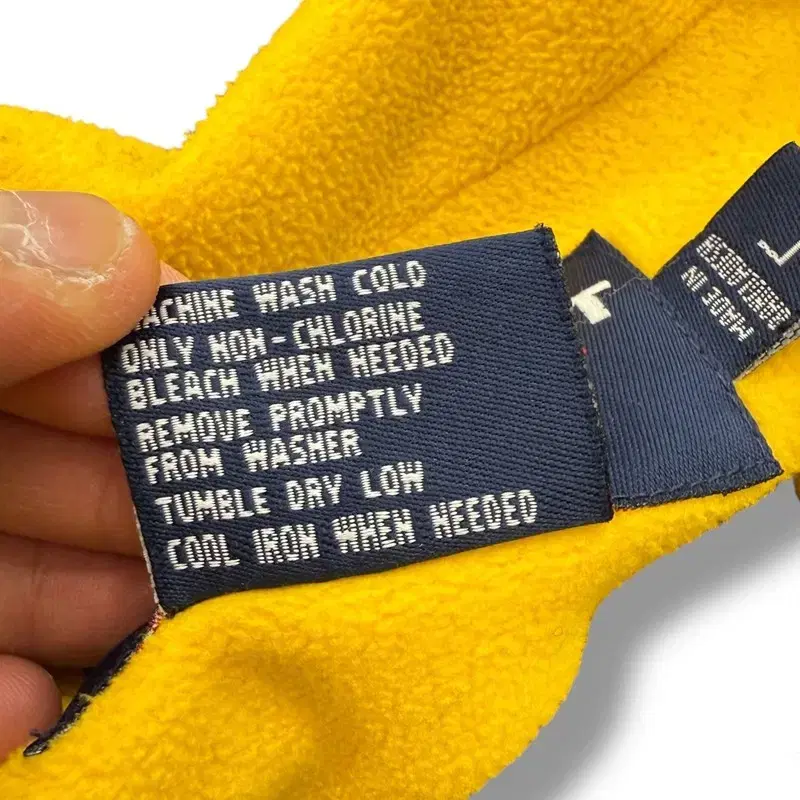 MACHINE WASH COLD
ONLY NON-CHLORINE
BLEACH WHEN NEEDED
REMOVE PROMPTLY
FROM WASHER
TUMBLE DRY LOW
COOL IRON WHEN NEEDED
L
MADE IN